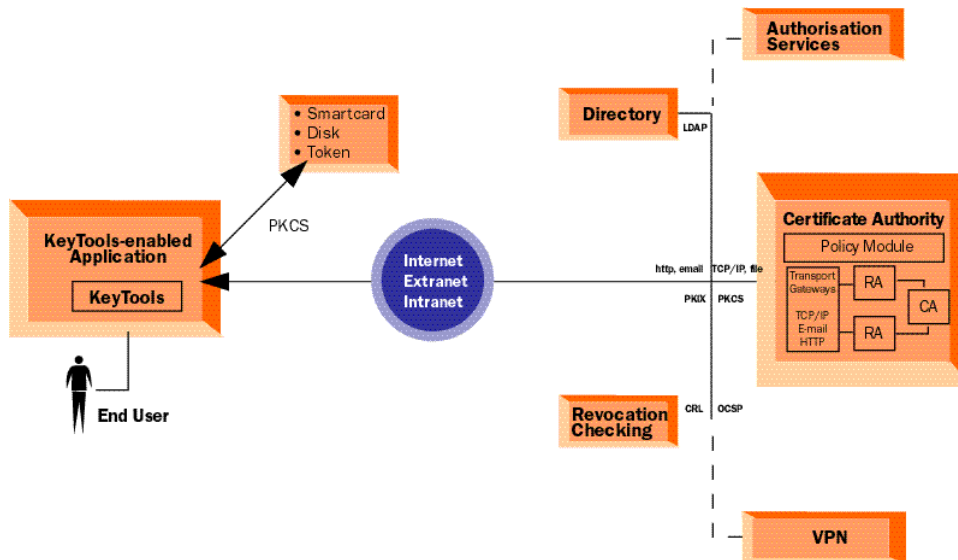 Authorisation
Services
Directory
LDAP
• Smartcard
• Disk
• Token
PKCS
KeyTools-enabled
Application
KeyTools
End User
Internet
Extranet
Intranet
http, email
TCP/IP, file
PKIX
PKCS
Certificate Authority
Policy Module
Transport
Gateways
TCP/IP
E-mail
HTTP
RA
RA
CA
Revocation
Checking
CRL
OCSP
VPN